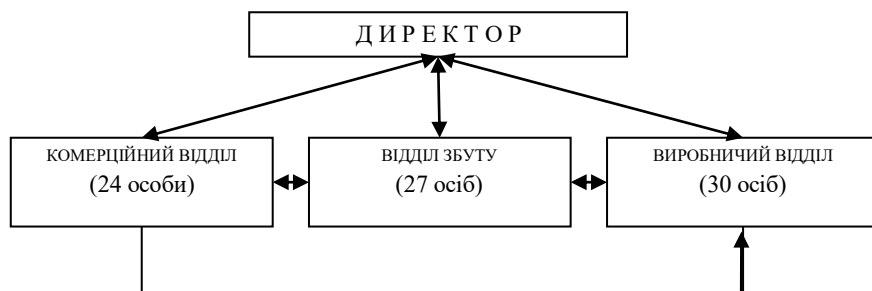 Д И Р Е К Т О Р
КОМЕРЦІЙНИЙ ВІДДІЛ
(24 особи)
ВІДДІЛ ЗБУТУ
(27 осіб)
ВИРОБНИЧИЙ ВІДДІЛ
(30 осіб)